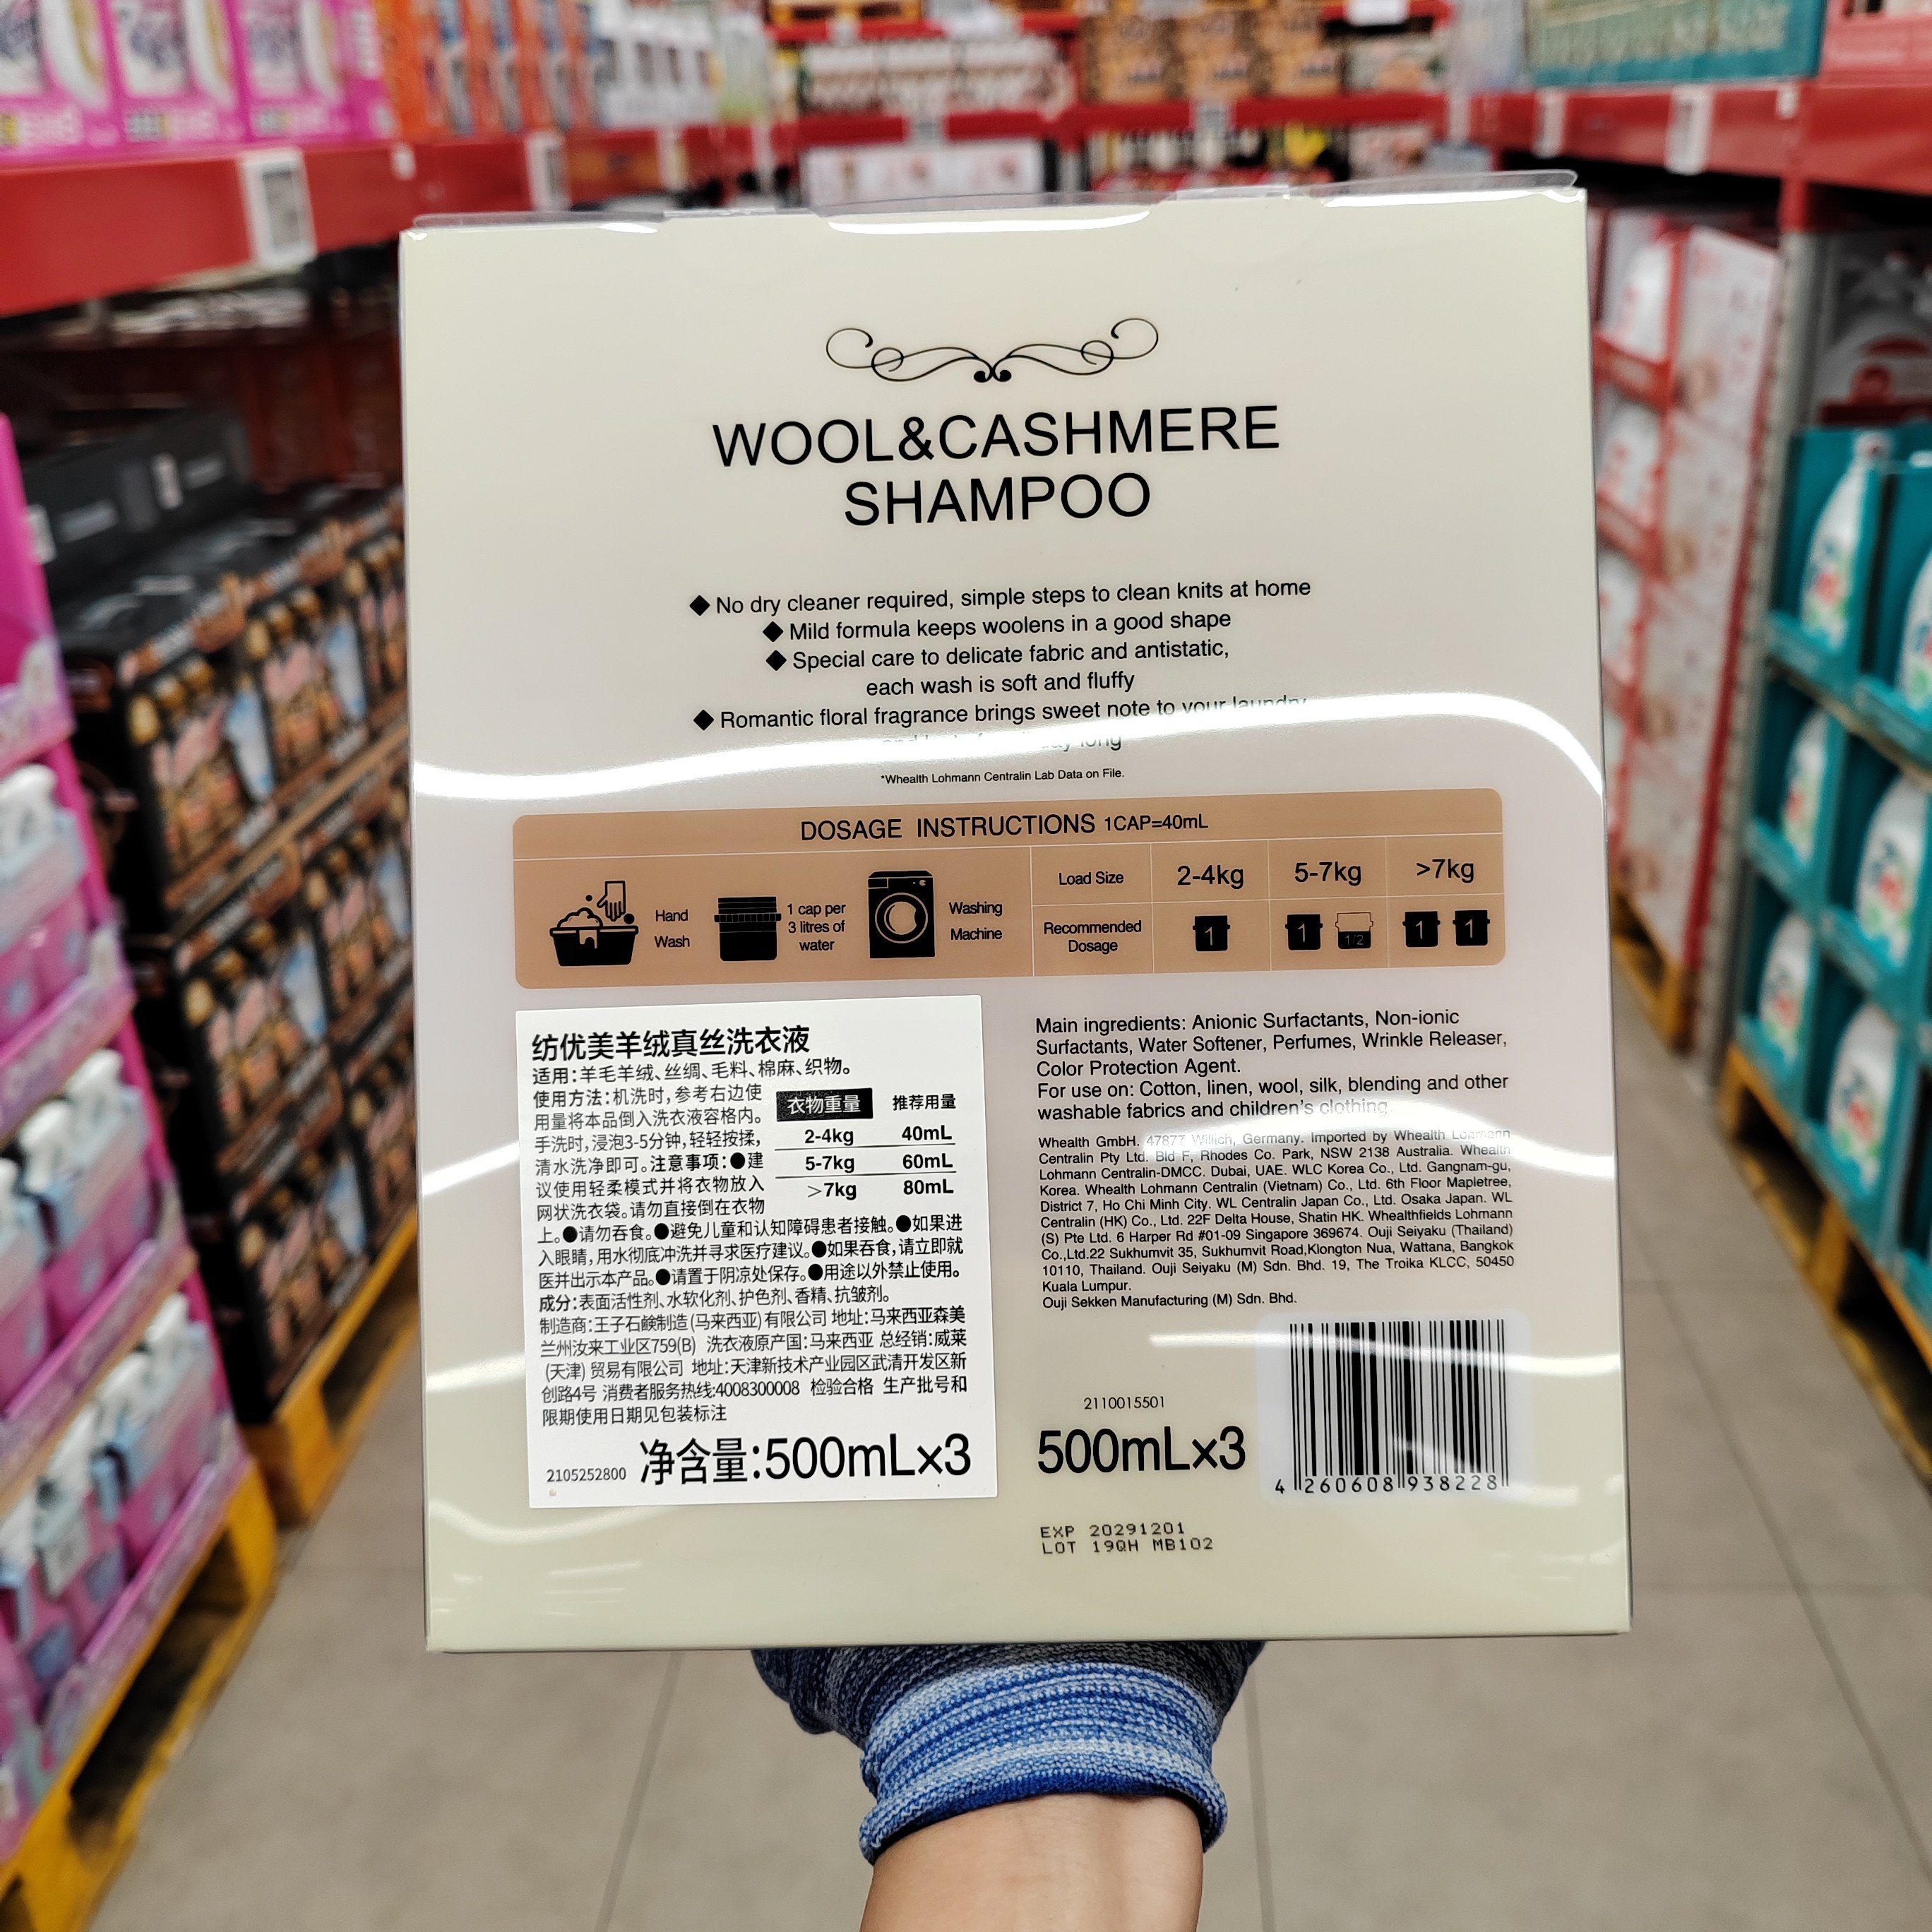 WOOL&CASHMERE
SHAMPOO
◆ No dry cleaner required, simple steps to clean knits at home
◆ Mild formula keeps woolens in a good shape
◆ Special care to delicate fabric and antistatic,
each wash is soft and fluffy
◆ Romantic floral fragrance brings sweet note to your laundry
day long
*Whealth Lohmann Centralin Lab Data on File.
DOSAGE INSTRUCTIONS 1CAP=40mL
Hand
Wash
1 cap per
3 litres of
water
Washing
Machine
Load Size 2-4kg 5-7kg >7kg
Recommended
Dosage
1 1 1/2 1 1
纺优美羊绒真丝洗衣液
适用:羊毛羊绒、丝绸、毛料、棉麻、织物。
使用方法:机洗时,参考右边使
用量将本品倒入洗衣液容格内。
手洗时,浸泡3-5分钟,轻轻按揉,
清水洗净即可。注意事项:●建
议使用轻柔模式并将衣物放入
网状洗衣袋。请勿直接倒在衣物
上。●请勿吞食。●避免儿童和认知障碍患者接触。●如果进
入眼睛,用水彻底冲洗并寻求医疗建议。●如果吞食,请立即就
医并出示本产品。●请置于阴凉处保存。●用途以外禁止使用。
成分:表面活性剂、水软化剂、护色剂、香精、抗皱剂。
制造商:王子石鹸制造(马来西亚)有限公司 地址:马来西亚森美
兰州汝来工业区759(B) 洗衣液原产国:马来西亚 总经销:威莱
(天津)贸易有限公司 地址:天津新技术产业园区武清开发区新
创路4号 消费者服务热线:4008300008 检验合格 生产批号和
限期使用日期见包装标注
衣物重量 推荐用量
2-4kg 40mL
5-7kg 60mL
>7kg 80mL
2105252800 净含量:500mL×3
Main ingredients: Anionic Surfactants, Non-ionic
Surfactants, Water Softener, Perfumes, Wrinkle Releaser,
Color Protection Agent.
For use on: Cotton, linen, wool, silk, blending and other
washable fabrics and children's clothing
Whealth GmbH. 47877 Willich, Germany. Imported by Whealth Lohmann
Centralin Pty Ltd. Bld F, Rhodes Co. Park, NSW 2138 Australia. Whealth
Lohmann Centralin-DMCC. Dubai, UAE. WLC Korea Co., Ltd. Gangnam-gu,
Korea. Whealth Lohmann Centralin (Vietnam) Co., Ltd. 6th Floor Mapletree,
District 7, Ho Chi Minh City. WL Centralin Japan Co., Ltd. Osaka Japan. WL
Centralin (HK) Co., Ltd. 22F Delta House, Shatin HK. Whealthfields Lohmann
(S) Pte Ltd. 6 Harper Rd #01-09 Singapore 369674. Ouji Seiyaku (Thailand)
Co.,Ltd.22 Sukhumvit 35, Sukhumvit Road,Klongton Nua, Wattana, Bangkok
10110, Thailand. Ouji Seiyaku (M) Sdn. Bhd. 19, The Troika KLCC, 50450
Kuala Lumpur.
Ouji Sekken Manufacturing (M) Sdn. Bhd.
2110015501
500mL×3
4 260608 938228
EXP 20291201
LOT 19QH MB102